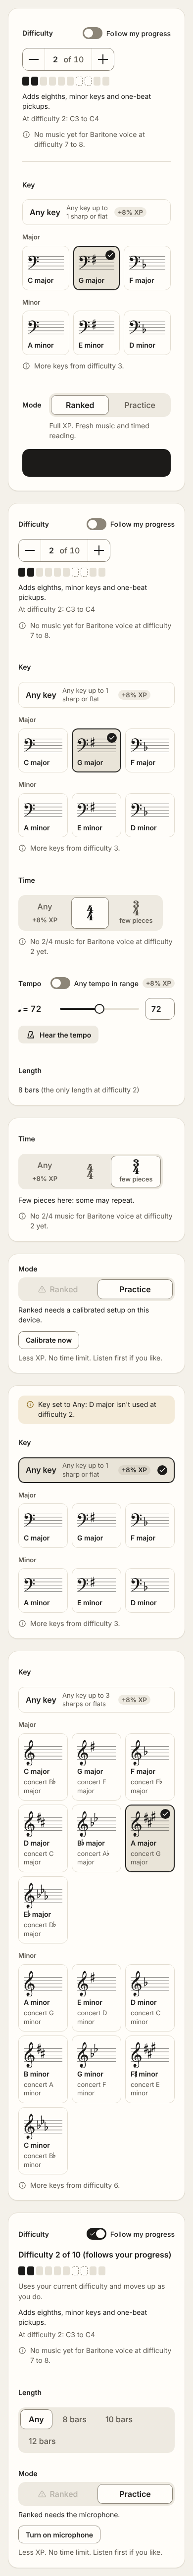 Difficulty
Follow my progress
2 of 10
Adds eighths, minor keys and one-beat
pickups.
At difficulty 2: C3 to C4
No music yet for Baritone voice at
difficulty 7 to 8.
Key
Any key
Any key up to
1 sharp or flat
+8% XP
Major
C major
G major
F major
Minor
A minor
E minor
D minor
More keys from difficulty 3.
Mode
Ranked
Practice
Full XP. Fresh music and timed
reading.
Difficulty
Follow my progress
2 of 10
Adds eighths, minor keys and one-beat
pickups.
At difficulty 2: C3 to C4
No music yet for Baritone voice at difficulty
7 to 8.
Key
Any key
Any key up to 1
sharp or flat
+8% XP
Major
C major
G major
F major
Minor
A minor
E minor
D minor
More keys from difficulty 3.
Time
Any
+8% XP
4
4
3
4
few pieces
No 2/4 music for Baritone voice at difficulty
2 yet.
Tempo
Any tempo in range
+8% XP
= 72
72
Hear the tempo
Length
8 bars (the only length at difficulty 2)
Time
Any
+8% XP
4
4
3
4
few pieces
Few pieces here: some may repeat.
No 2/4 music for Baritone voice at difficulty
2 yet.
Mode
Ranked
Practice
Ranked needs a calibrated setup on this
device.
Calibrate now
Less XP. No time limit. Listen first if you like.
Key set to Any: D major isn't used at
difficulty 2.
Key
Any key
Any key up to 1
sharp or flat
+8% XP
Major
C major
G major
F major
Minor
A minor
E minor
D minor
More keys from difficulty 3.
Key
Any key
Any key up to 3
sharps or flats
+8% XP
Major
C major
concert B♭
major
G major
concert F
major
F major
concert E♭
major
D major
concert C
major
B♭ major
concert A♭
major
A major
concert G
major
E♭ major
concert D♭
major
Minor
A minor
concert G
minor
E minor
concert D
minor
D minor
concert C
minor
B minor
concert A
minor
G minor
concert F
minor
F♯ minor
concert E
minor
C minor
concert B♭
minor
More keys from difficulty 6.
Difficulty
Follow my progress
Difficulty 2 of 10 (follows your progress)
Uses your current difficulty and moves up as
you do.
Adds eighths, minor keys and one-beat
pickups.
At difficulty 2: C3 to C4
No music yet for Baritone voice at difficulty
7 to 8.
Length
Any
8 bars
10 bars
12 bars
Mode
Ranked
Practice
Ranked needs the microphone.
Turn on microphone
Less XP. No time limit. Listen first if you like.